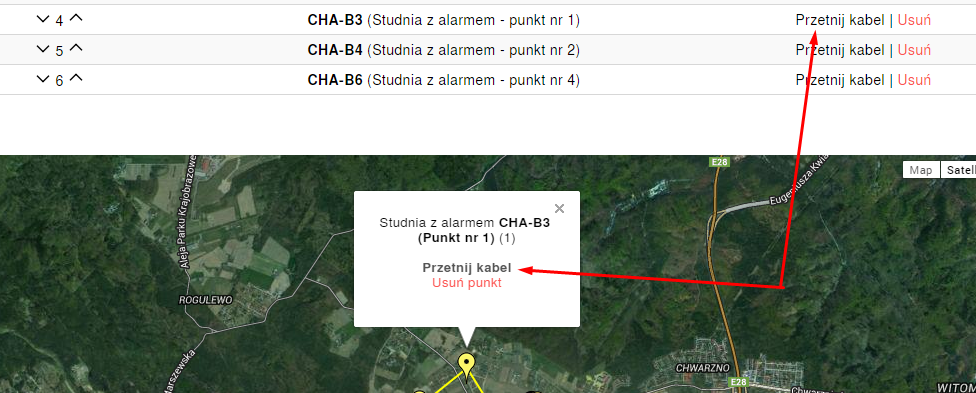 4 CHA-B3 (Studnia z alarmem - punkt nr 1) Przetnij kabel | Usuń
5 CHA-B4 (Studnia z alarmem - punkt nr 2) Przetnij kabel | Usuń
6 CHA-B6 (Studnia z alarmem - punkt nr 4) Przetnij kabel | Usuń
E28
Map Satell
Eugeniusza Kwia
Aleja Parku Krajobrazowe
Studnia z alarmem CHA-B3
(Punkt nr 1) (1)
Przetnij kabel
Usuń punkt
ROGULEWO
Marszewska
CHWARZNO
E28
WITOM